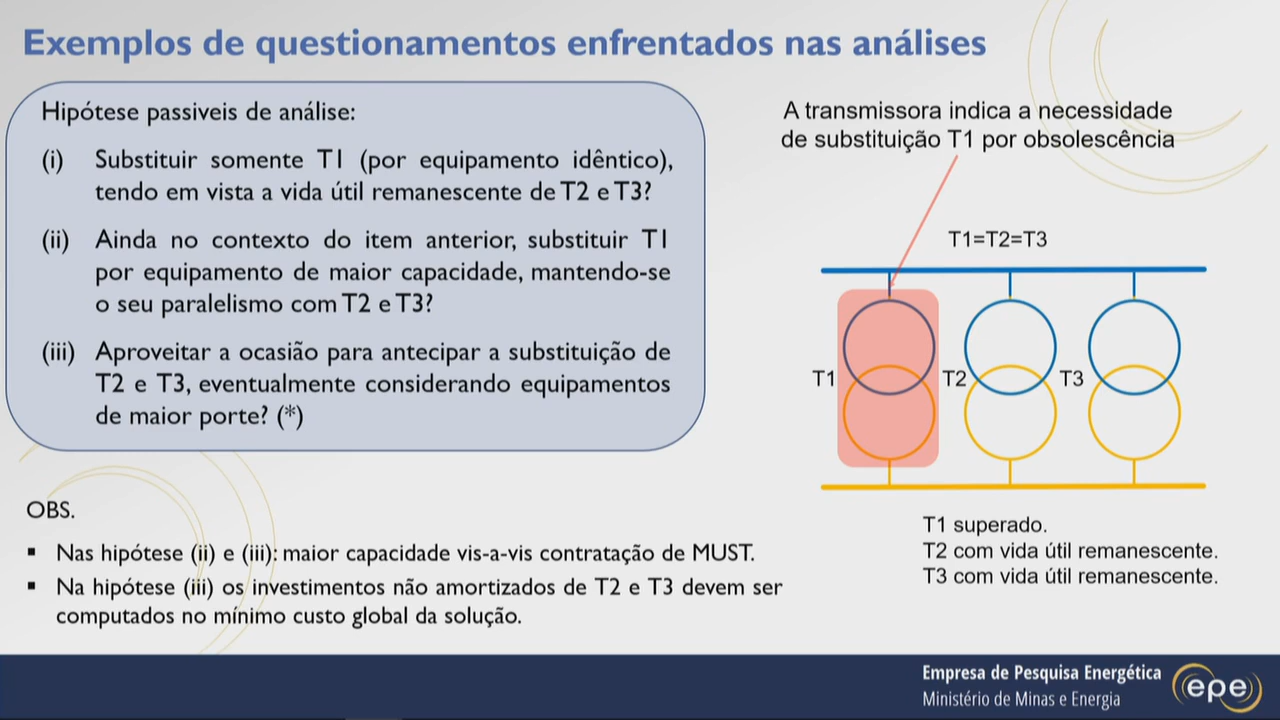 Exemplos de questionamentos enfrentados nas análises
Hipótese passiveis de análise:
(i) Substituir somente T1 (por equipamento idêntico),
tendo em vista a vida útil remanescente de T2 e T3?
(ii) Ainda no contexto do item anterior, substituir T1
por equipamento de maior capacidade, mantendo-se
o seu paralelismo com T2 e T3?
(iii) Aproveitar a ocasião para antecipar a substituição de
T2 e T3, eventualmente considerando equipamentos
de maior porte? (*)
OBS.
▪ Nas hipótese (ii) e (iii): maior capacidade vis-a-vis contratação de MUST.
▪ Na hipótese (iii) os investimentos não amortizados de T2 e T3 devem ser
computados no mínimo custo global da solução.
A transmissora indica a necessidade
de substituição T1 por obsolescência
T1=T2=T3
T1
T2
T3
T1 superado.
T2 com vida útil remanescente.
T3 com vida útil remanescente.
Empresa de Pesquisa Energética
Ministério de Minas e Energia
epe